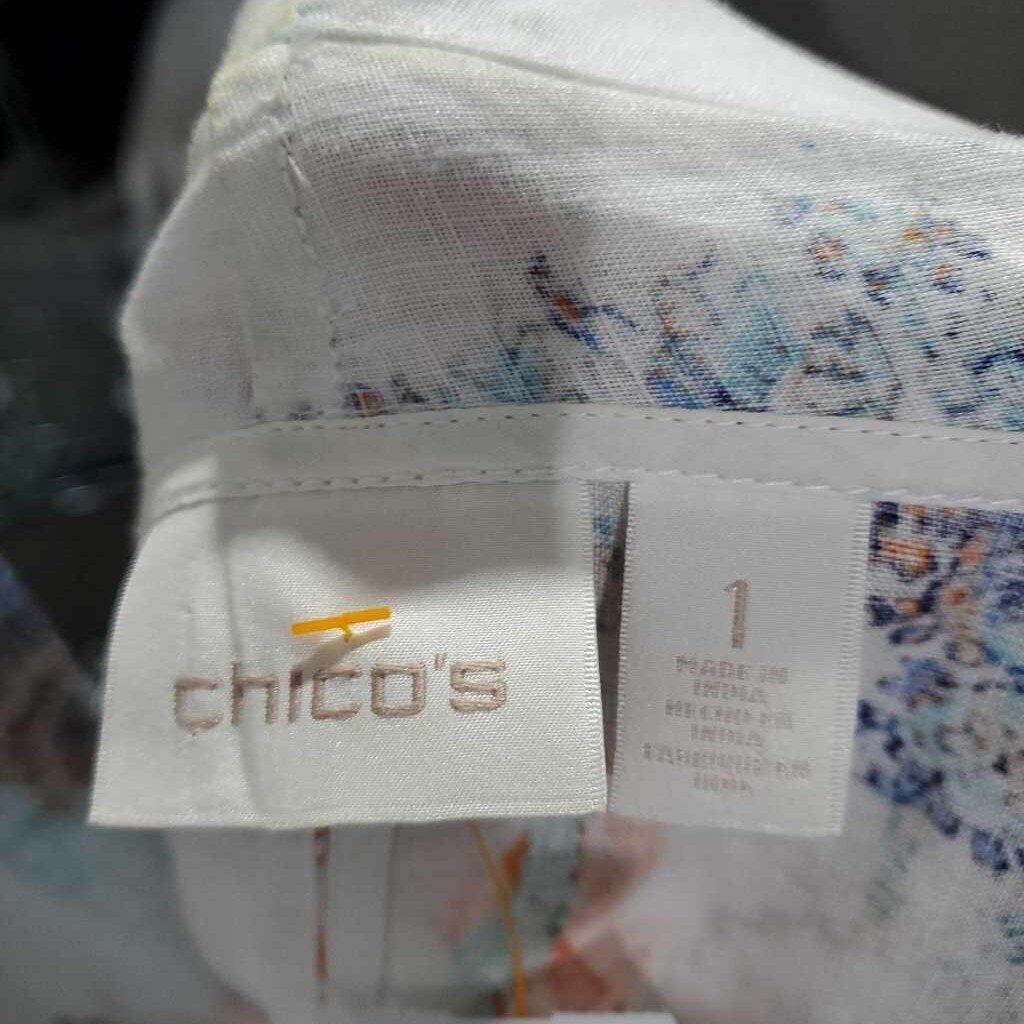 chico's
1
MADE IN
INDIA
HECHO EN
INDIA